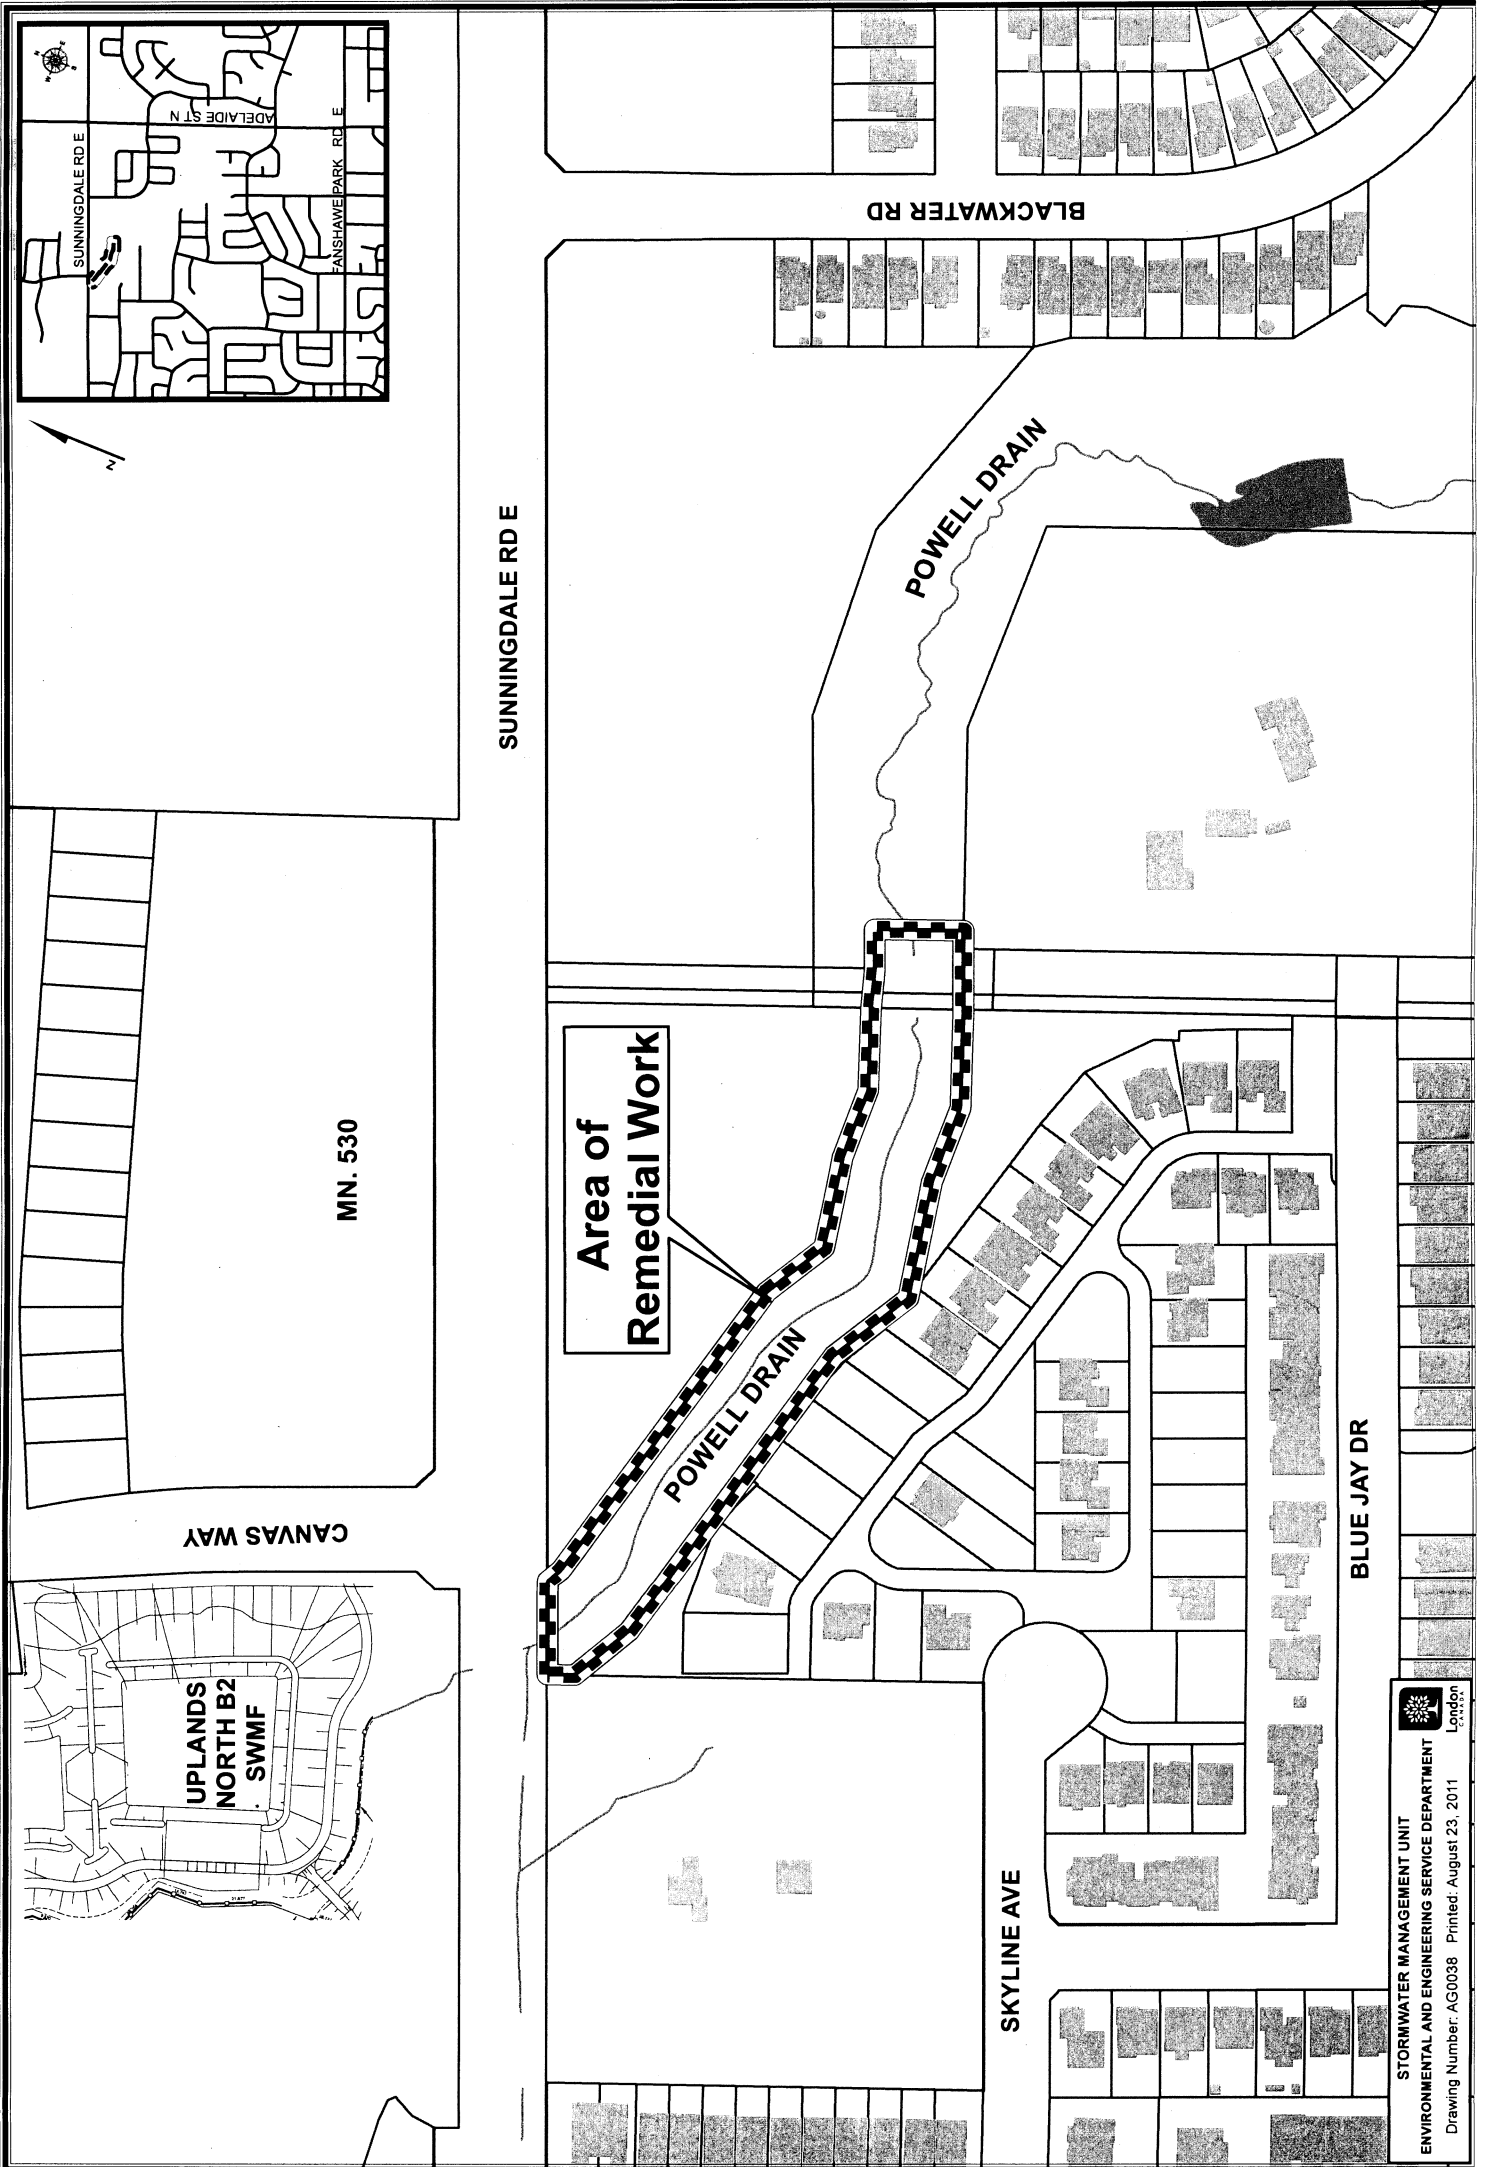 SUNNINGDALE RD E
ADELAIDE ST N
FANSHAWE PARK RD E
N
E
S
W
N
BLACKWATER RD
SUNNINGDALE RD E
POWELL DRAIN
MN. 530
Area of
Remedial Work
POWELL DRAIN
CANVAS WAY
UPLANDS
NORTH B2
SWMF
BLUE JAY DR
SKYLINE AVE
STORMWATER MANAGEMENT UNIT
ENVIRONMENTAL AND ENGINEERING SERVICE DEPARTMENT
Drawing Number: AG0038 Printed: August 23, 2011
London
CANADA